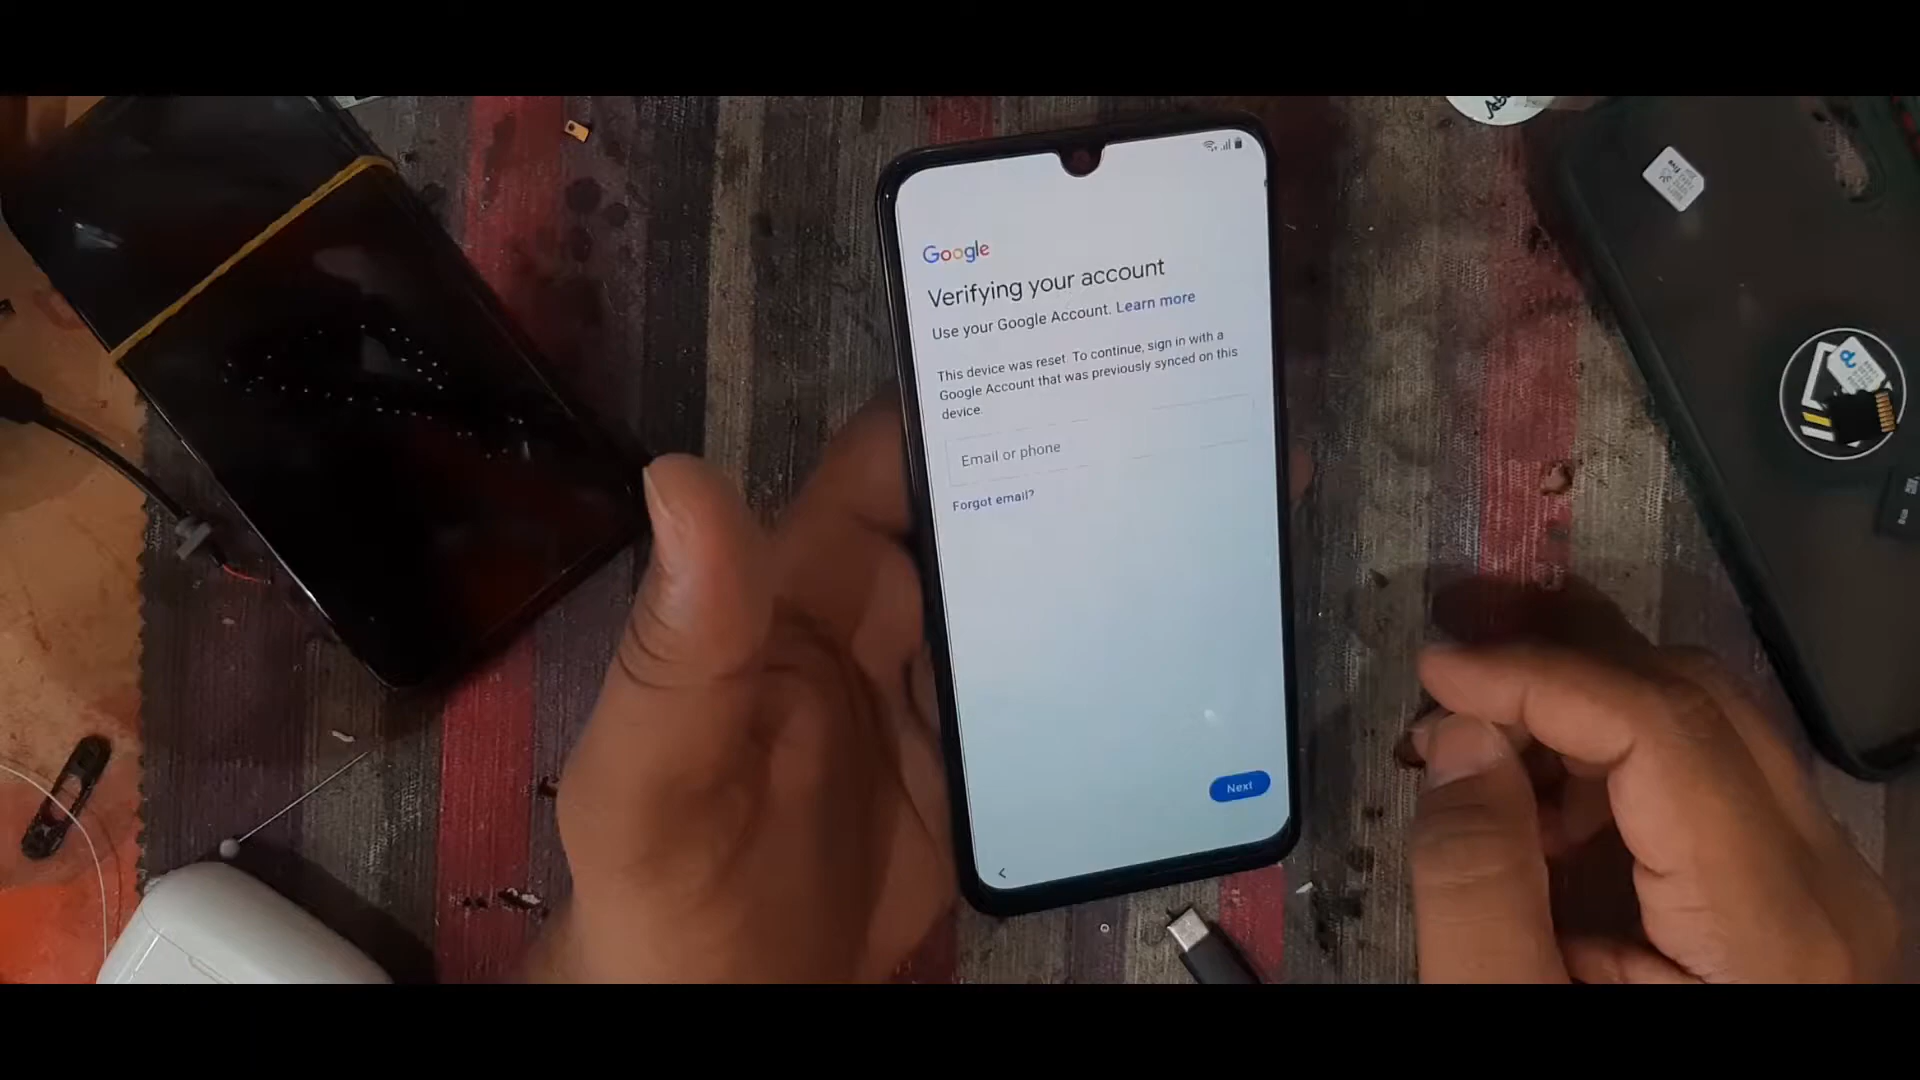 Google
Verifying your account
Use your Google Account. Learn more
This device was reset. To continue, sign in with a
Google Account that was previously synced on this
device.
Email or phone
Forgot email?
Next